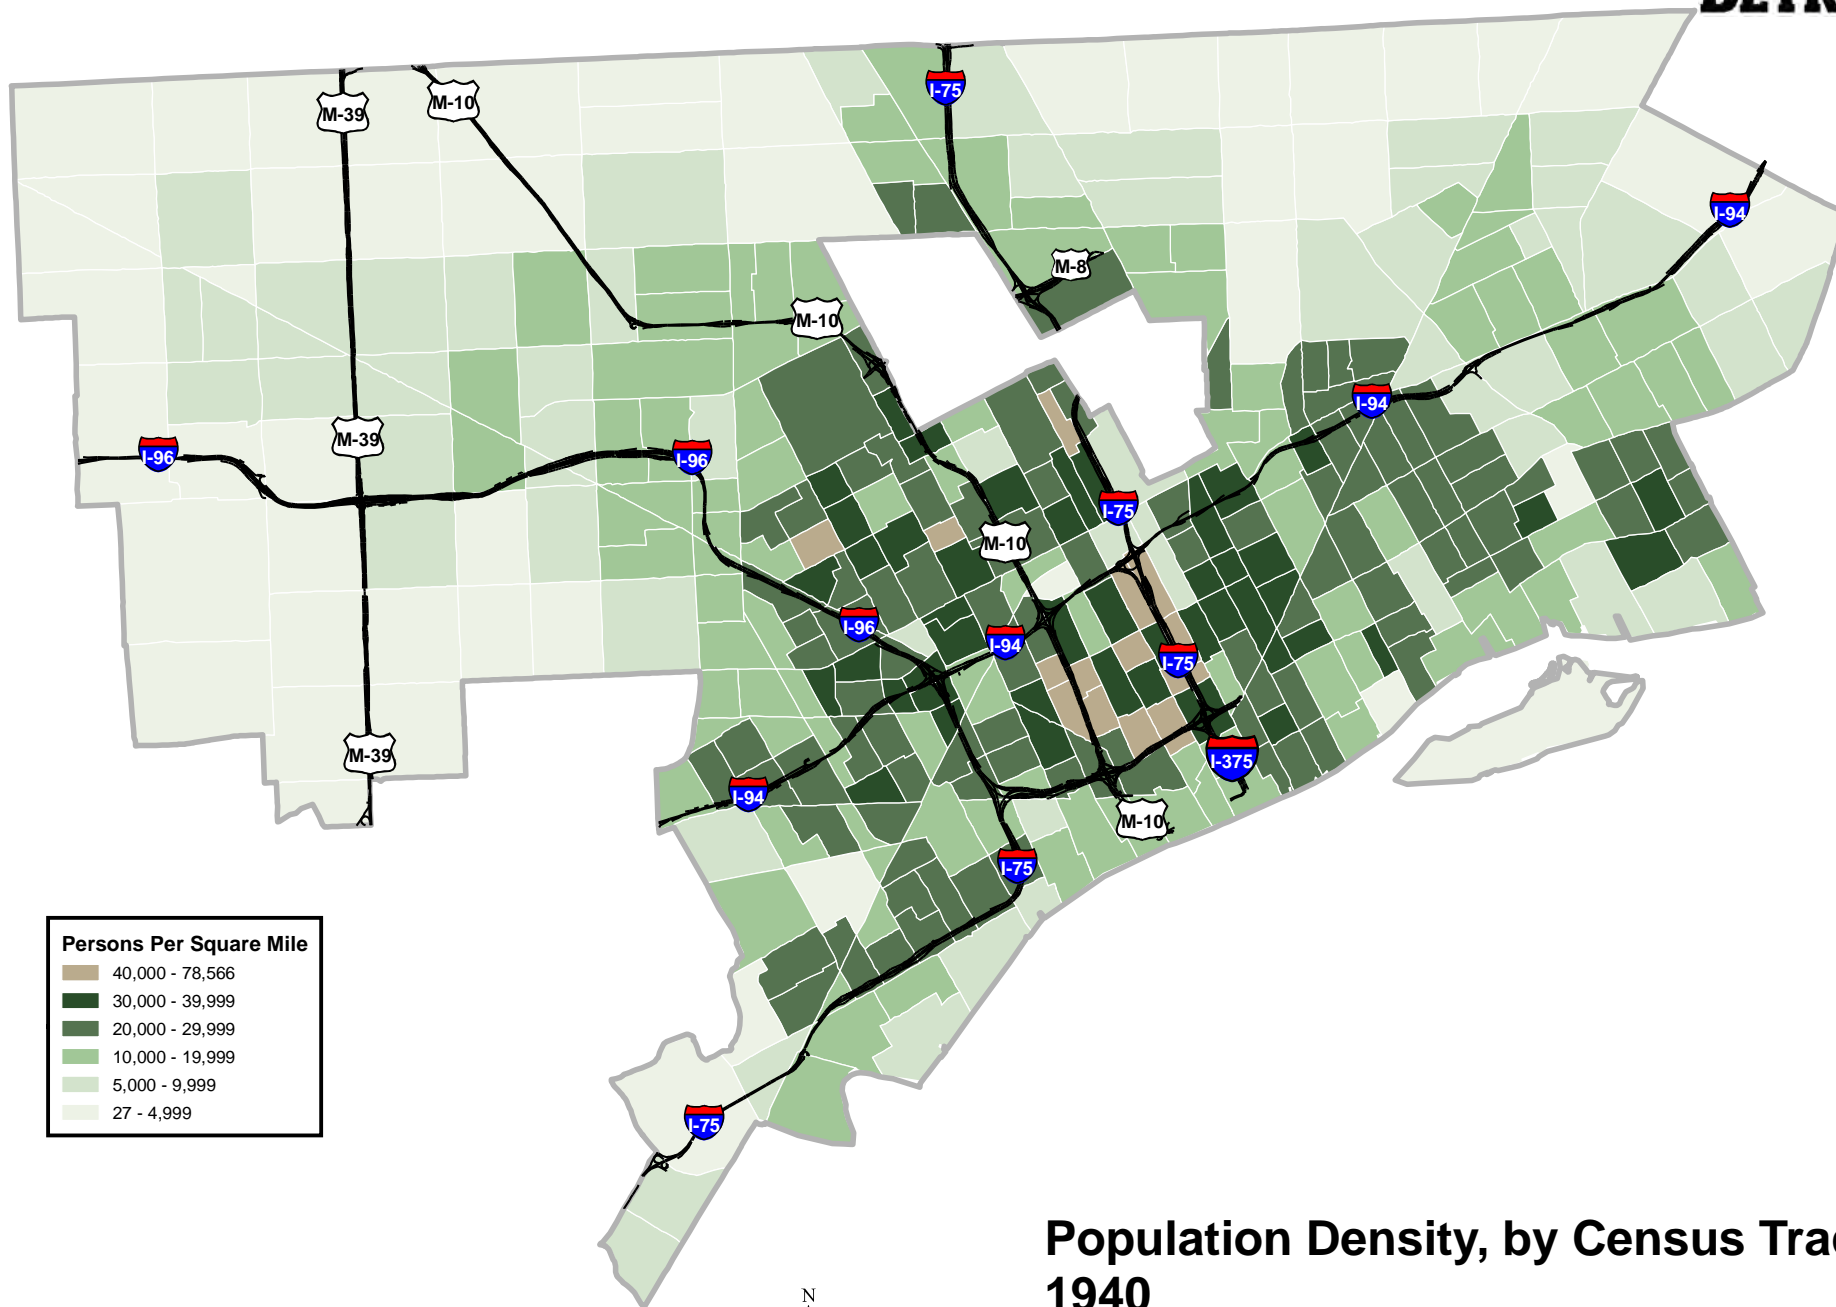 M-39
M-10
I-75
I-94
M-8
M-10
I-94
M-39
I-96
I-96
I-75
M-10
I-96
I-94
I-75
M-39
I-375
I-94
M-10
I-75
Persons Per Square Mile
40,000 - 78,566
30,000 - 39,999
20,000 - 29,999
10,000 - 19,999
5,000 - 9,999
27 - 4,999
I-75
Population Density, by Census Trac
1940
N